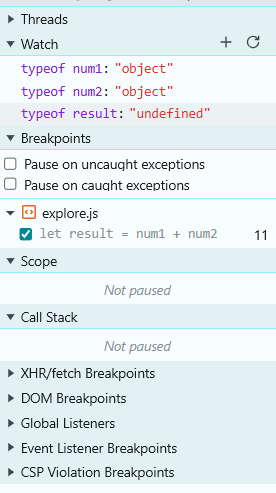 Threads
Watch
typeof num1: "object"
typeof num2: "object"
typeof result: "undefined"
Breakpoints
Pause on uncaught exceptions
Pause on caught exceptions
explore.js
let result = num1 + num2 11
Scope
Not paused
Call Stack
Not paused
XHR/fetch Breakpoints
DOM Breakpoints
Global Listeners
Event Listener Breakpoints
CSP Violation Breakpoints